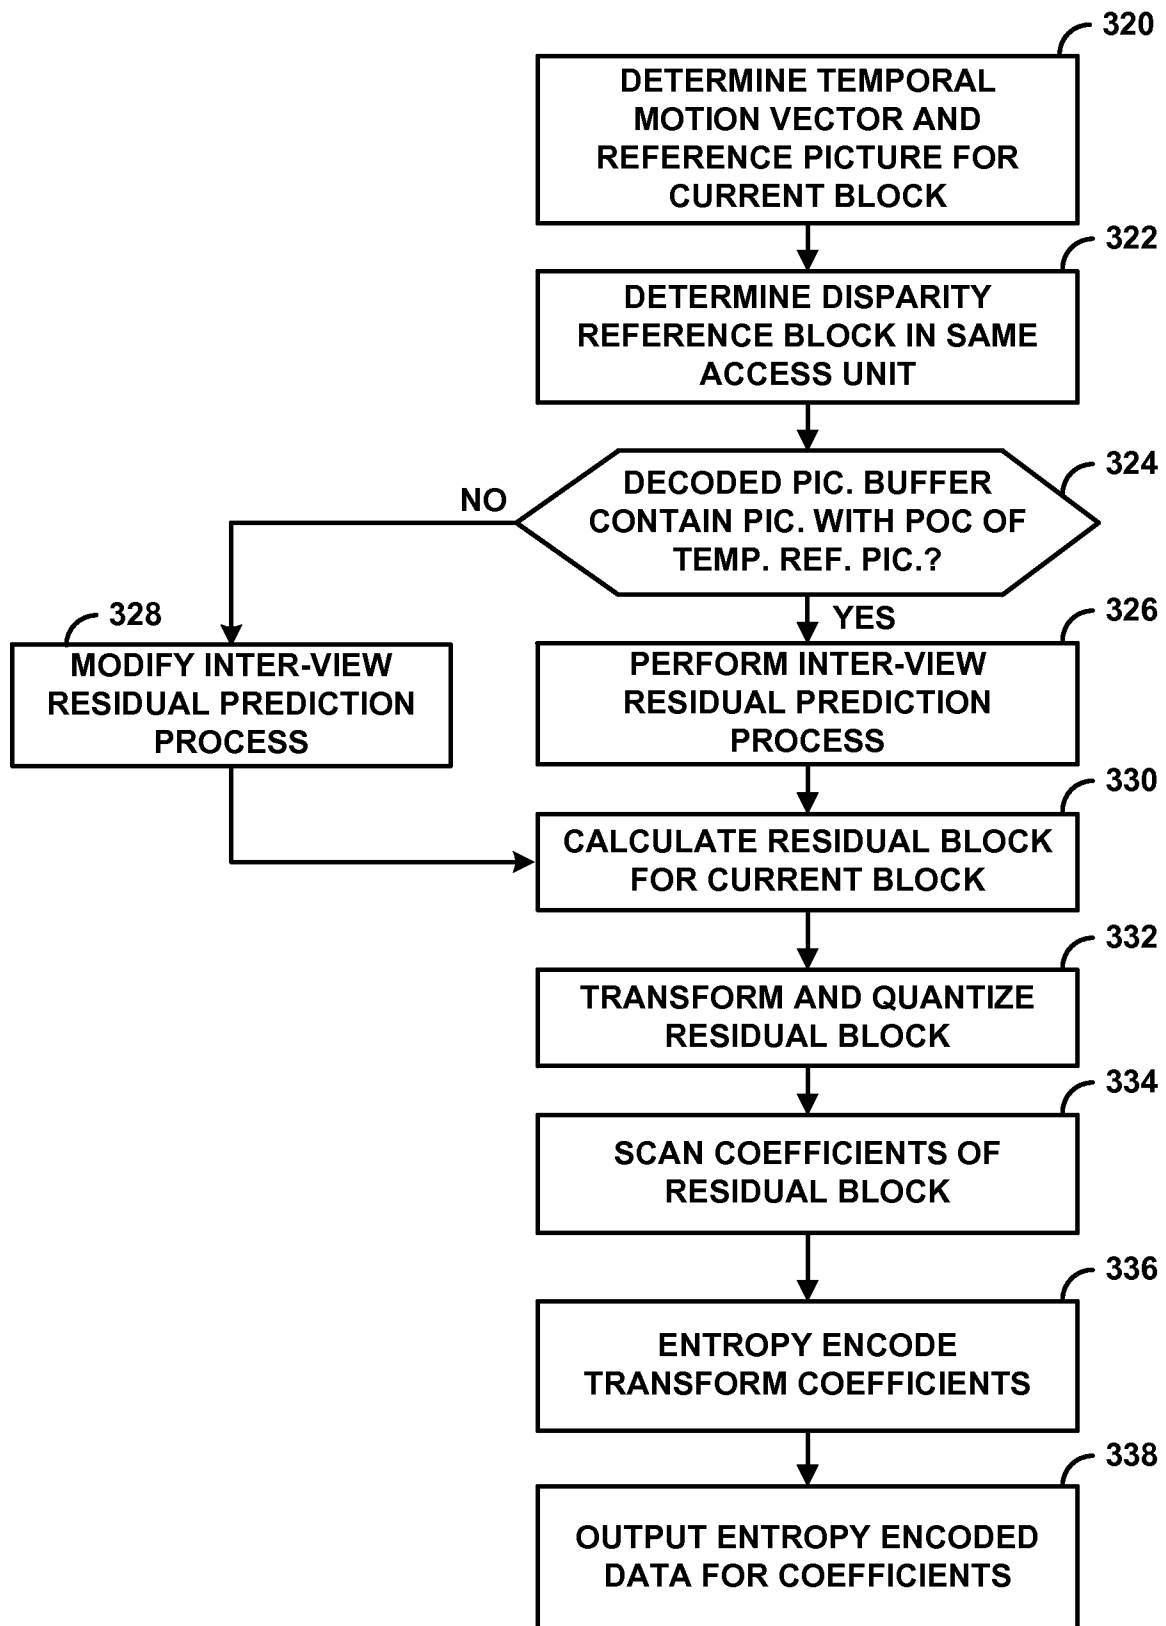 320
DETERMINE TEMPORAL
MOTION VECTOR AND
REFERENCE PICTURE FOR
CURRENT BLOCK
322
DETERMINE DISPARITY
REFERENCE BLOCK IN SAME
ACCESS UNIT
324
DECODED PIC. BUFFER
CONTAIN PIC. WITH POC OF
TEMP. REF. PIC.?
NO
YES
328
MODIFY INTER-VIEW
RESIDUAL PREDICTION
PROCESS
326
PERFORM INTER-VIEW
RESIDUAL PREDICTION
PROCESS
330
CALCULATE RESIDUAL BLOCK
FOR CURRENT BLOCK
332
TRANSFORM AND QUANTIZE
RESIDUAL BLOCK
334
SCAN COEFFICIENTS OF
RESIDUAL BLOCK
336
ENTROPY ENCODE
TRANSFORM COEFFICIENTS
338
OUTPUT ENTROPY ENCODED
DATA FOR COEFFICIENTS